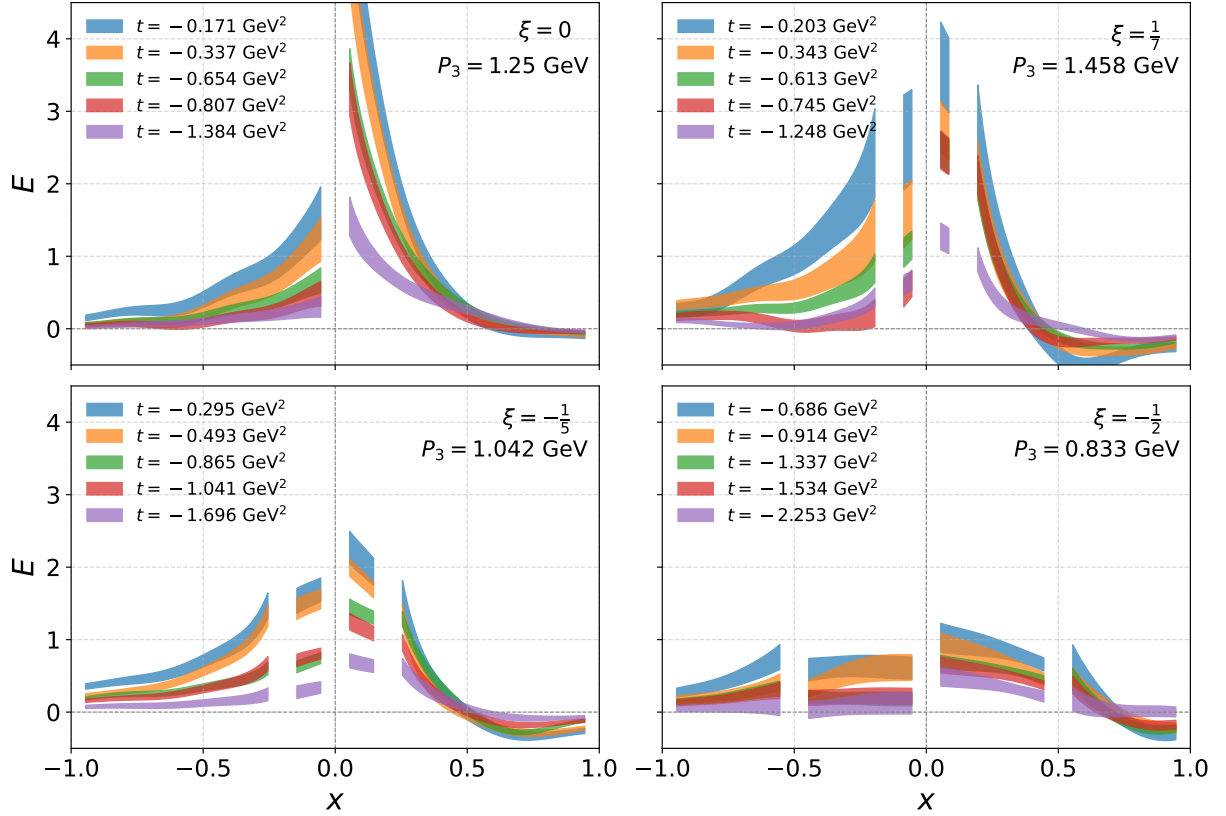 t = −0.171 GeV²
t = −0.337 GeV²
t = −0.654 GeV²
t = −0.807 GeV²
t = −1.384 GeV²
ξ = 0
P₃ = 1.25 GeV
E
4
3
2
1
0
t = −0.203 GeV²
t = −0.343 GeV²
t = −0.613 GeV²
t = −0.745 GeV²
t = −1.248 GeV²
ξ = 1/7
P₃ = 1.458 GeV
t = −0.295 GeV²
t = −0.493 GeV²
t = −0.865 GeV²
t = −1.041 GeV²
t = −1.696 GeV²
ξ = −1/5
P₃ = 1.042 GeV
E
4
3
2
1
0
−1.0 −0.5 0.0 0.5 1.0
x
t = −0.686 GeV²
t = −0.914 GeV²
t = −1.337 GeV²
t = −1.534 GeV²
t = −2.253 GeV²
ξ = −1/2
P₃ = 0.833 GeV
−1.0 −0.5 0.0 0.5 1.0
x